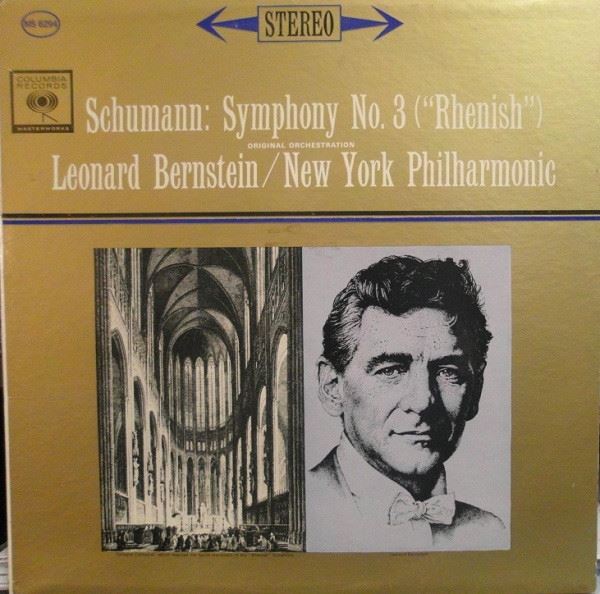 MS 6294
STEREO
COLUMBIA
RECORDS
MASTERWORKS
Schumann: Symphony No. 3 (“Rhenish”)
ORIGINAL ORCHESTRATION
Leonard Bernstein/New York Philharmonic